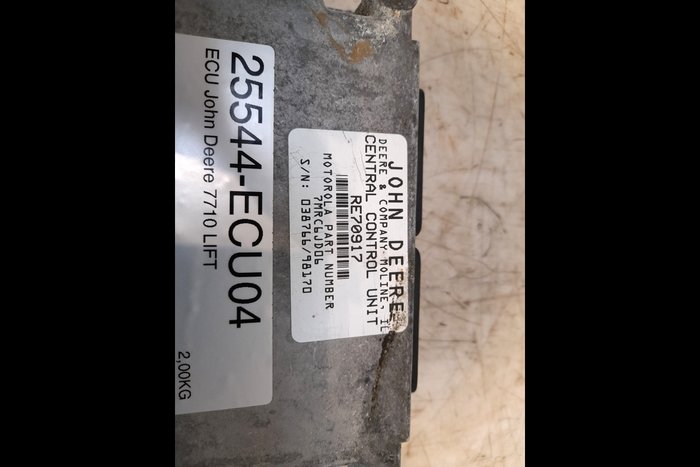 25544-ECU04
ECU John Deere 7710 LIFT
2,00KG
JOHN DEERE
DEERE & COMPANY MOLINE, IL
CENTRAL CONTROL UNIT
RE70917
MOTOROLA PART NUMBER
7MRC6JD06
S/N: 038766/98170